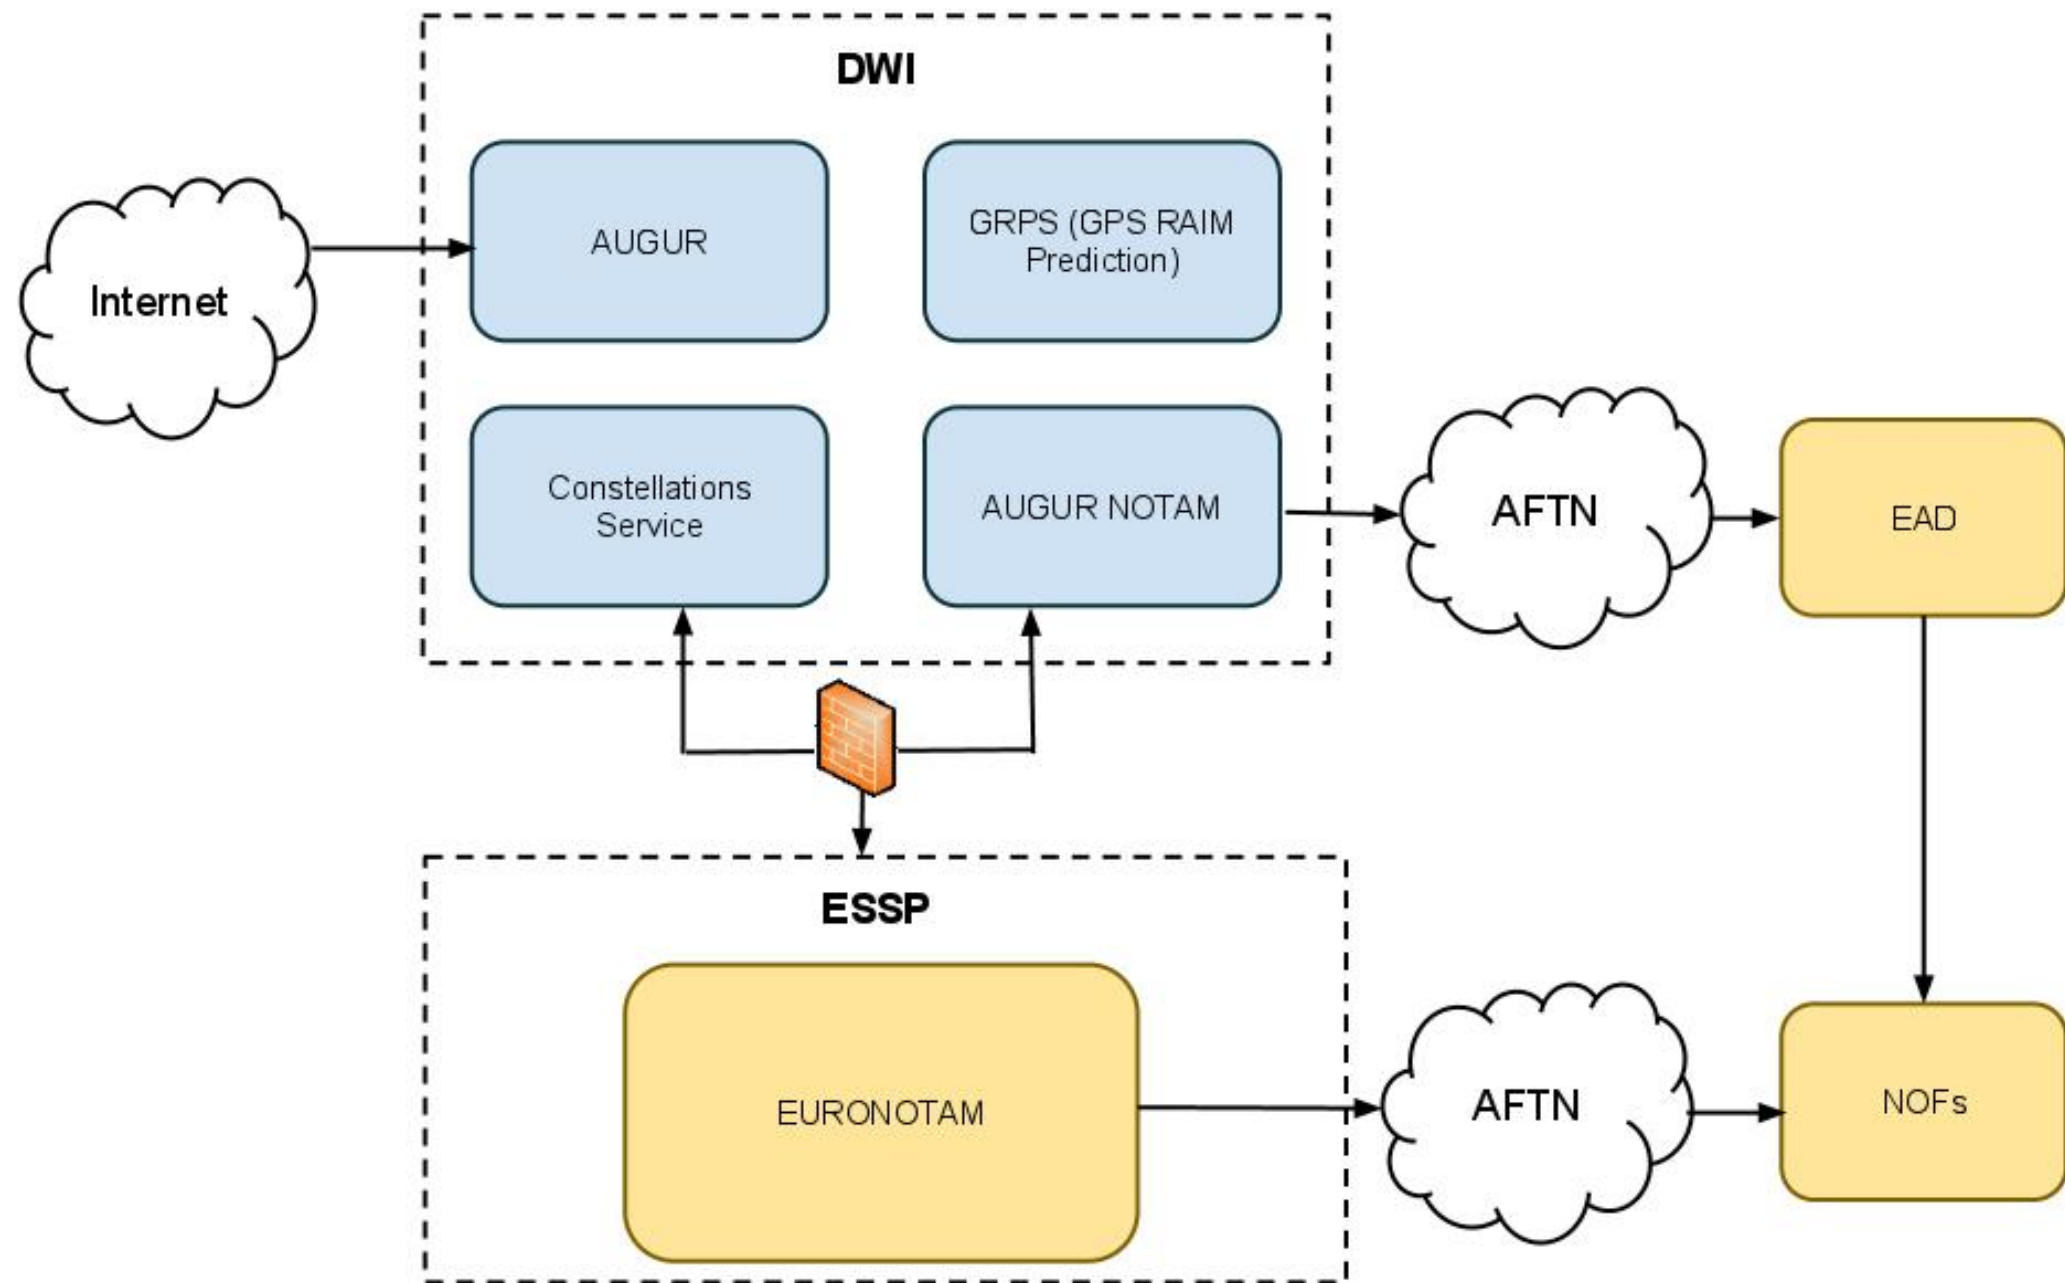 DWI
AUGUR
GRPS (GPS RAIM
Prediction)
Internet
Constellations
Service
AUGUR NOTAM
AFTN
EAD
ESSP
EURONOTAM
AFTN
NOFs